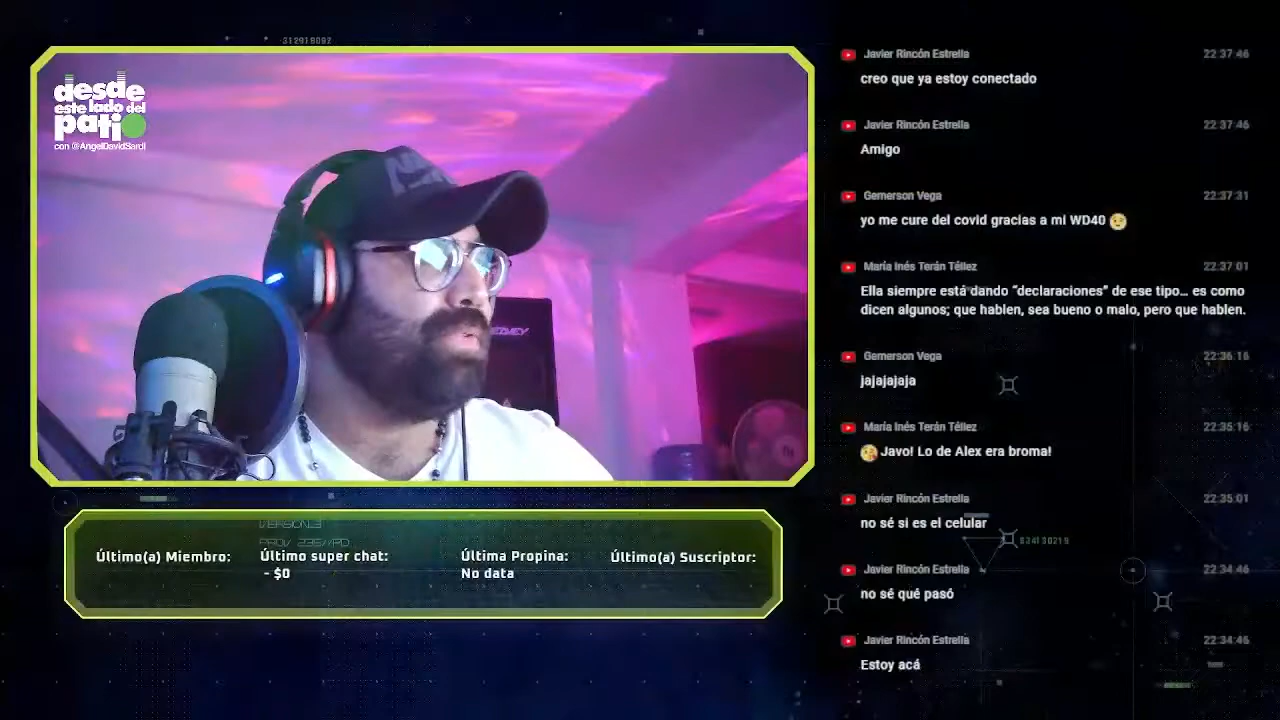 312918092
desde
este lado del
patio
con @AngelDavidSardi
Último(a) Miembro:
Último super chat:
- $0
Última Propina:
No data
Último(a) Suscriptor:
Javier Rincón Estrella 22:37:46
creo que ya estoy conectado
Javier Rincón Estrella 22:37:46
Amigo
Gemerson Vega 22:37:31
yo me cure del covid gracias a mi WD40
María Inés Terán Téllez 22:37:01
Ella siempre está dando “declaraciones” de ese tipo… es como
dicen algunos; que hablen, sea bueno o malo, pero que hablen.
Gemerson Vega 22:36:16
jajajajaja
María Inés Terán Téllez 22:35:16
Javo! Lo de Alex era broma!
Javier Rincón Estrella 22:35:01
no sé si es el celular
834130219
Javier Rincón Estrella 22:34:46
no sé qué pasó
Javier Rincón Estrella 22:34:46
Estoy acá